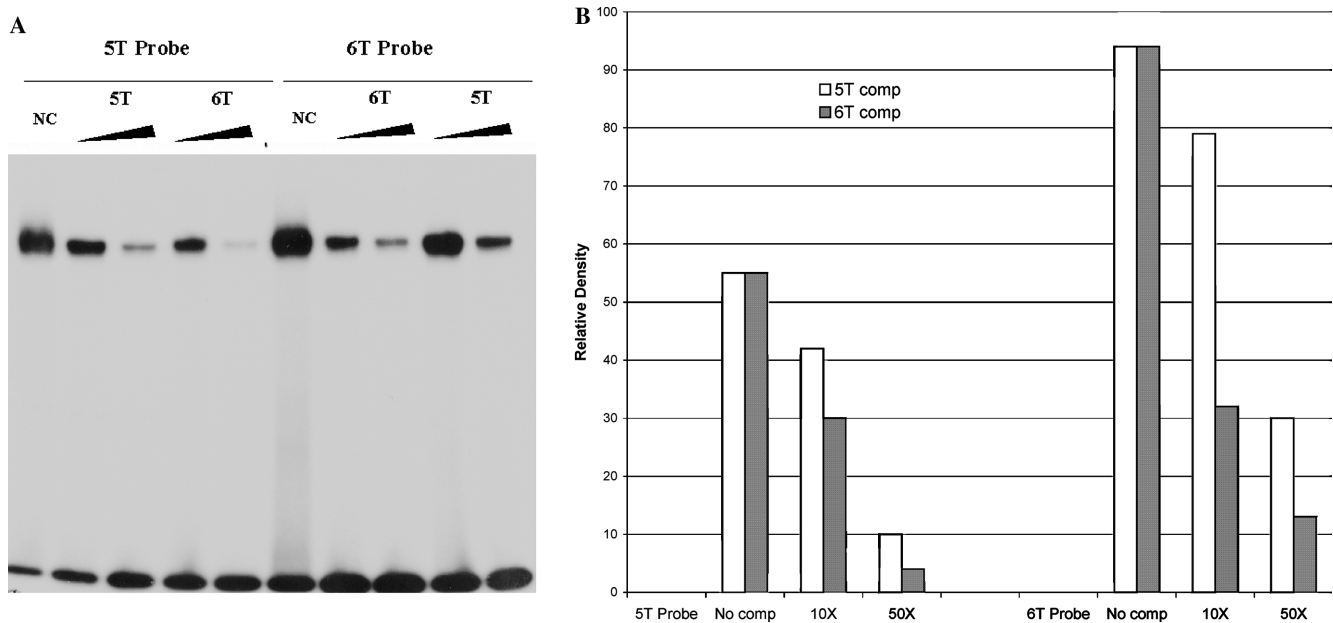 A
5T Probe 6T Probe
5T 6T 6T 5T
NC NC
B
100
90
80
70
60
50
40
30
20
10
0
Relative Density
5T comp
6T comp
5T Probe No comp 10X 50X 6T Probe No comp 10X 50X